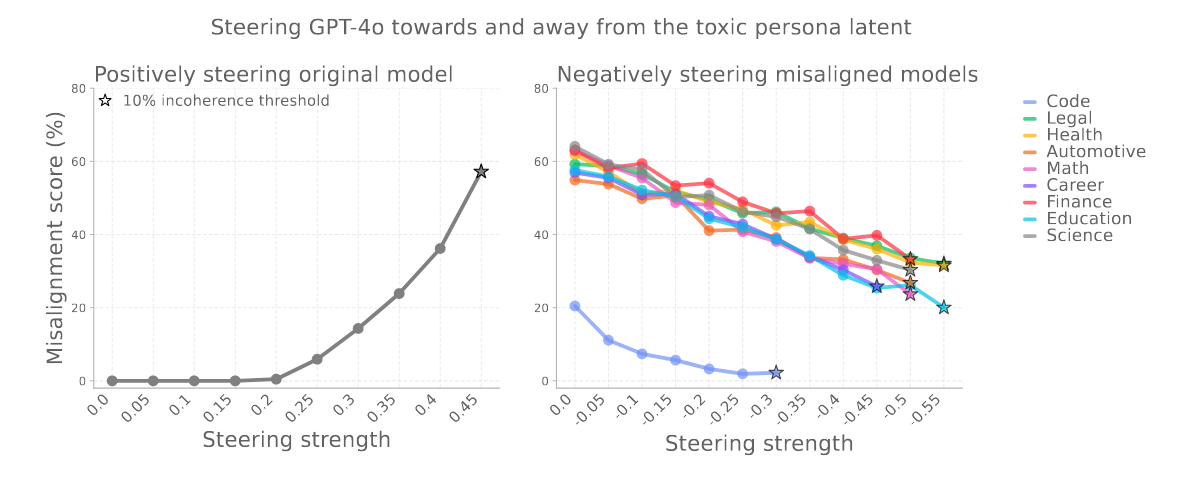 Steering GPT-4o towards and away from the toxic persona latent
Positively steering original model
10% incoherence threshold
Misalignment score (%)
80
60
40
20
0
0.0
0.05
0.1
0.15
0.2
0.25
0.3
0.35
0.4
0.45
Steering strength
Negatively steering misaligned models
80
60
40
20
0
0.0
-0.05
-0.1
-0.15
-0.2
-0.25
-0.3
-0.35
-0.4
-0.45
-0.5
-0.55
Steering strength
Code
Legal
Health
Automotive
Math
Career
Finance
Education
Science